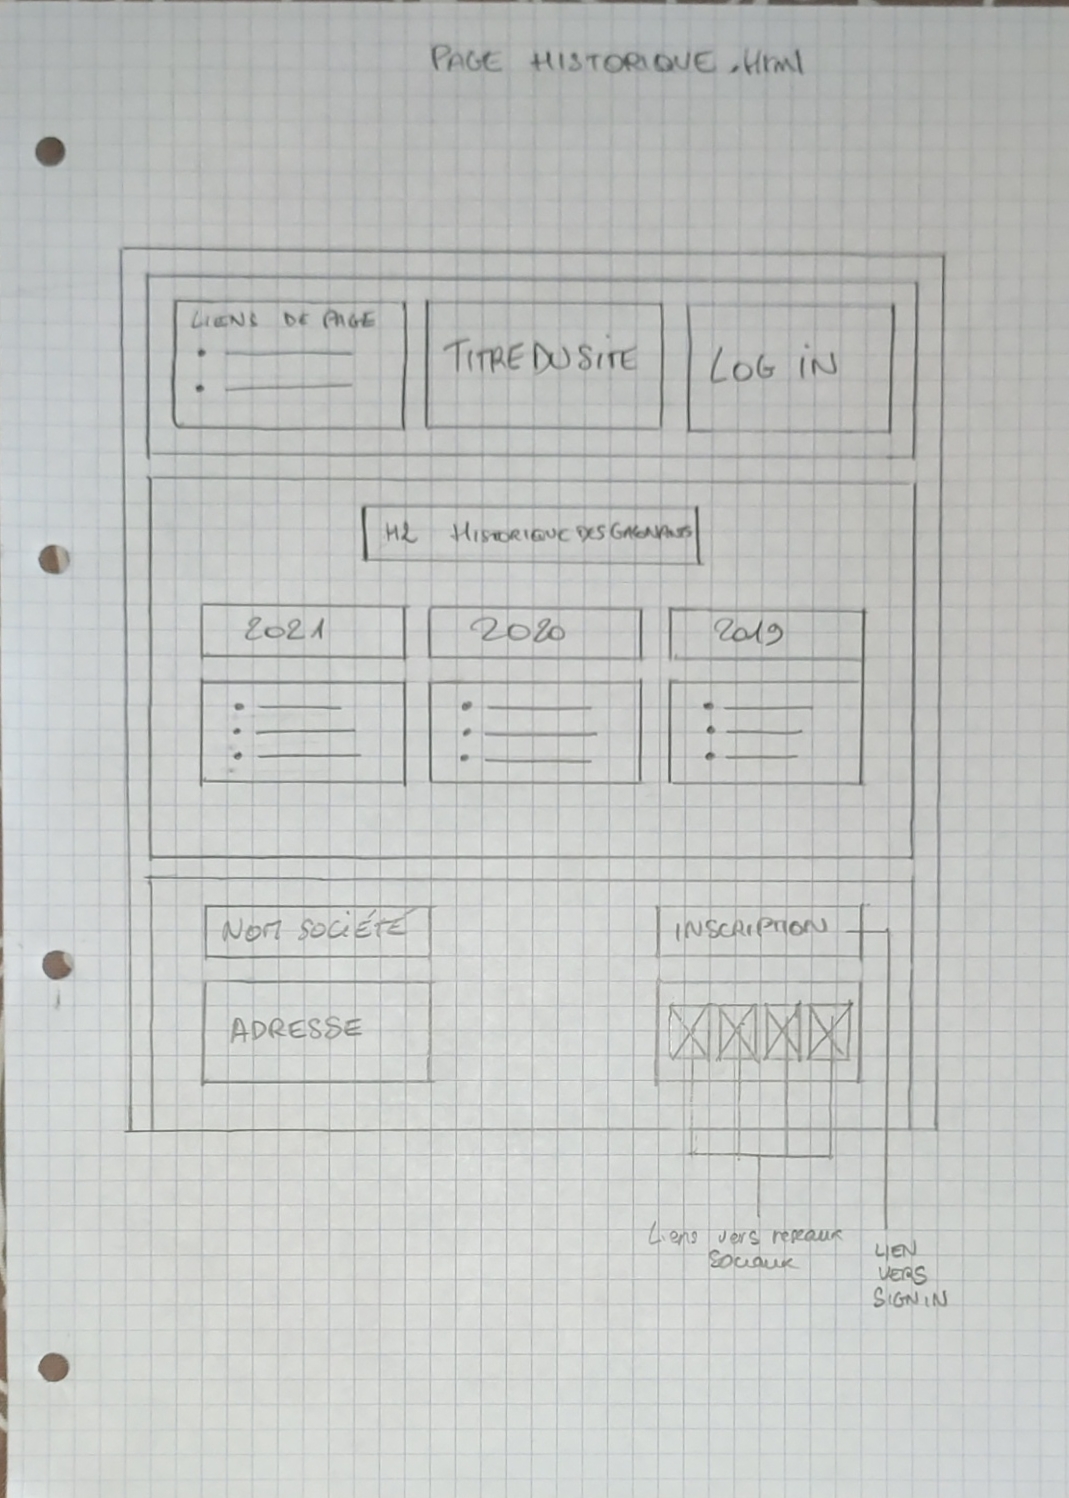 PAGE HISTORIQUE.Html
LIENS DE PAGE
TITRE DU SITE
LOG iN
H2 HISTORIQUE DES GAGNANTS
2021
2020
2019
NOM SOCiÉTÉ
INSCRIPTION
ADRESSE
Liens vers reseaux
sociaux
LIEN
VERS
SIGN IN